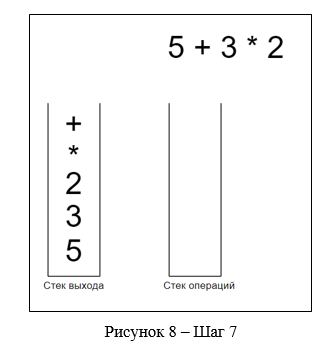 5 + 3 * 2
+
*
2
3
5
Стек выхода
Стек операций
Рисунок 8 – Шаг 7